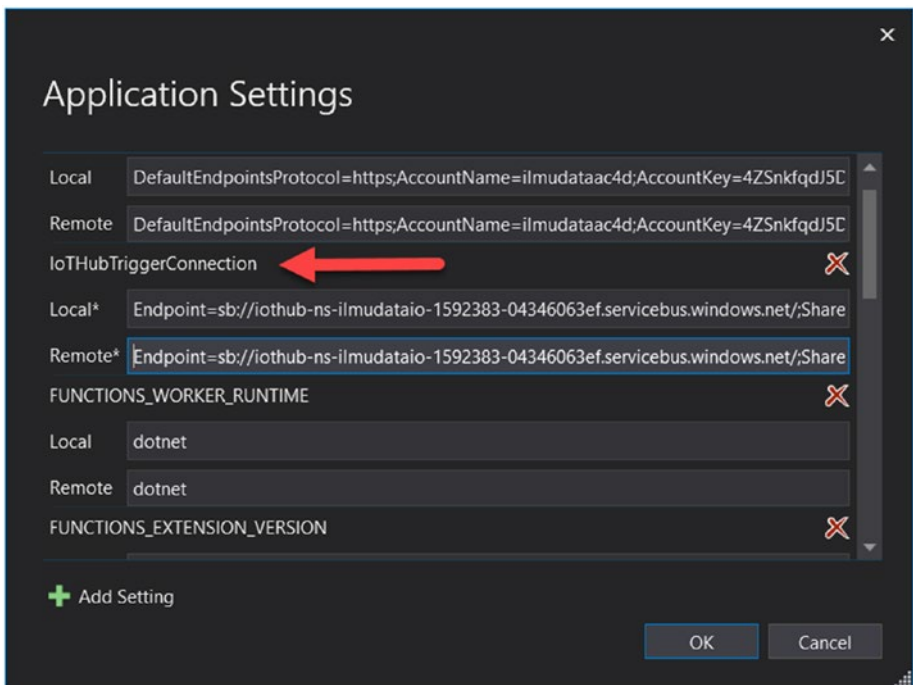 Application Settings
Local DefaultEndpointsProtocol=https;AccountName=ilmudataac4d;AccountKey=4ZSnkfqdJ5D
Remote DefaultEndpointsProtocol=https;AccountName=ilmudataac4d;AccountKey=4ZSnkfqdJ5D
IoTHubTriggerConnection
Local* Endpoint=sb://iothub-ns-ilmudataio-1592383-04346063ef.servicebus.windows.net/;Share
Remote* Endpoint=sb://iothub-ns-ilmudataio-1592383-04346063ef.servicebus.windows.net/;Share
FUNCTIONS_WORKER_RUNTIME
Local dotnet
Remote dotnet
FUNCTIONS_EXTENSION_VERSION
Add Setting
OK Cancel